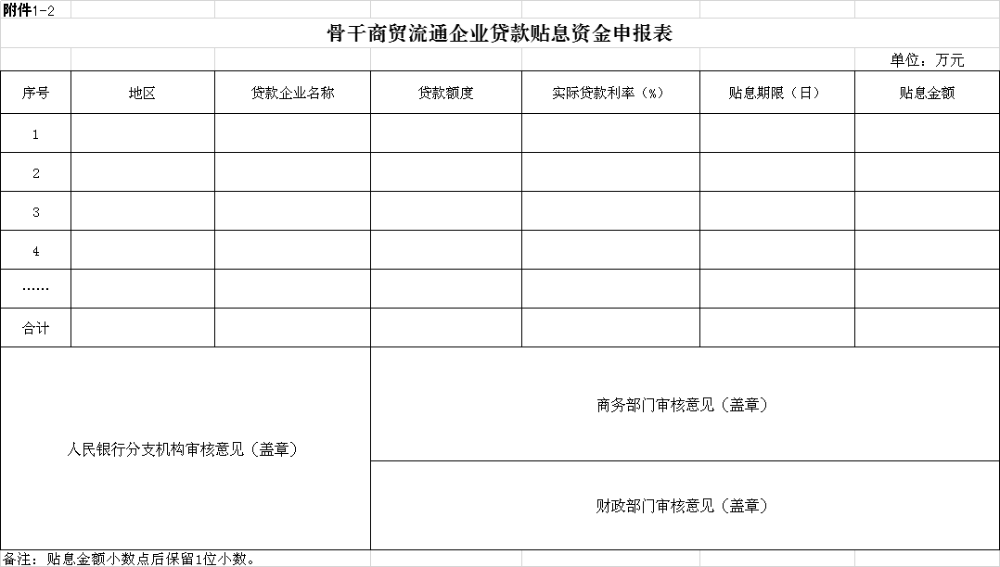 附件1-2
骨干商贸流通企业贷款贴息资金申报表
单位：万元
序号 地区 贷款企业名称 贷款额度 实际贷款利率（%） 贴息期限（日） 贴息金额
1
2
3
4
……
合计
商务部门审核意见（盖章）
人民银行分支机构审核意见（盖章）
财政部门审核意见（盖章）
备注：贴息金额小数点后保留1位小数。